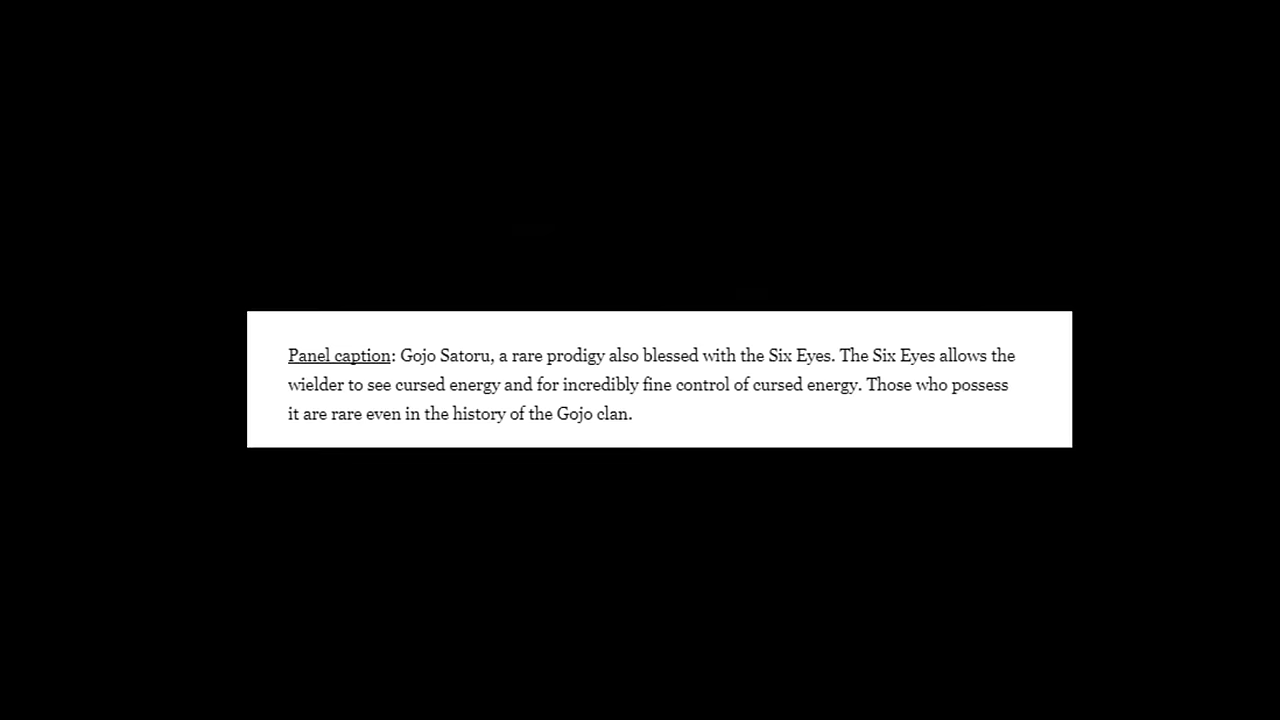 Panel caption: Gojo Satoru, a rare prodigy also blessed with the Six Eyes. The Six Eyes allows the
wielder to see cursed energy and for incredibly fine control of cursed energy. Those who possess
it are rare even in the history of the Gojo clan.